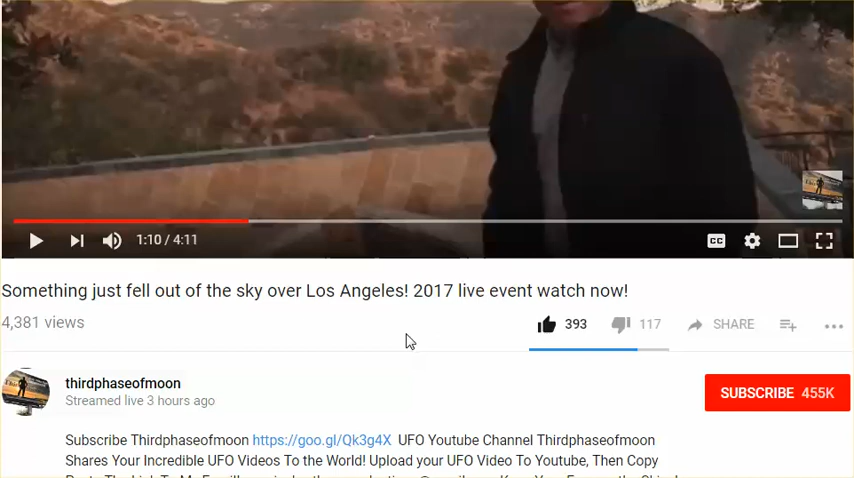 1:10 / 4:11
CC
Something just fell out of the sky over Los Angeles! 2017 live event watch now!
4,381 views
393 117 SHARE
thirdphaseofmoon
SUBSCRIBE 455K
Streamed live 3 hours ago
Subscribe Thirdphaseofmoon https://goo.gl/Qk3g4X UFO Youtube Channel Thirdphaseofmoon
Shares Your Incredible UFO Videos To the World! Upload your UFO Video To Youtube, Then Copy